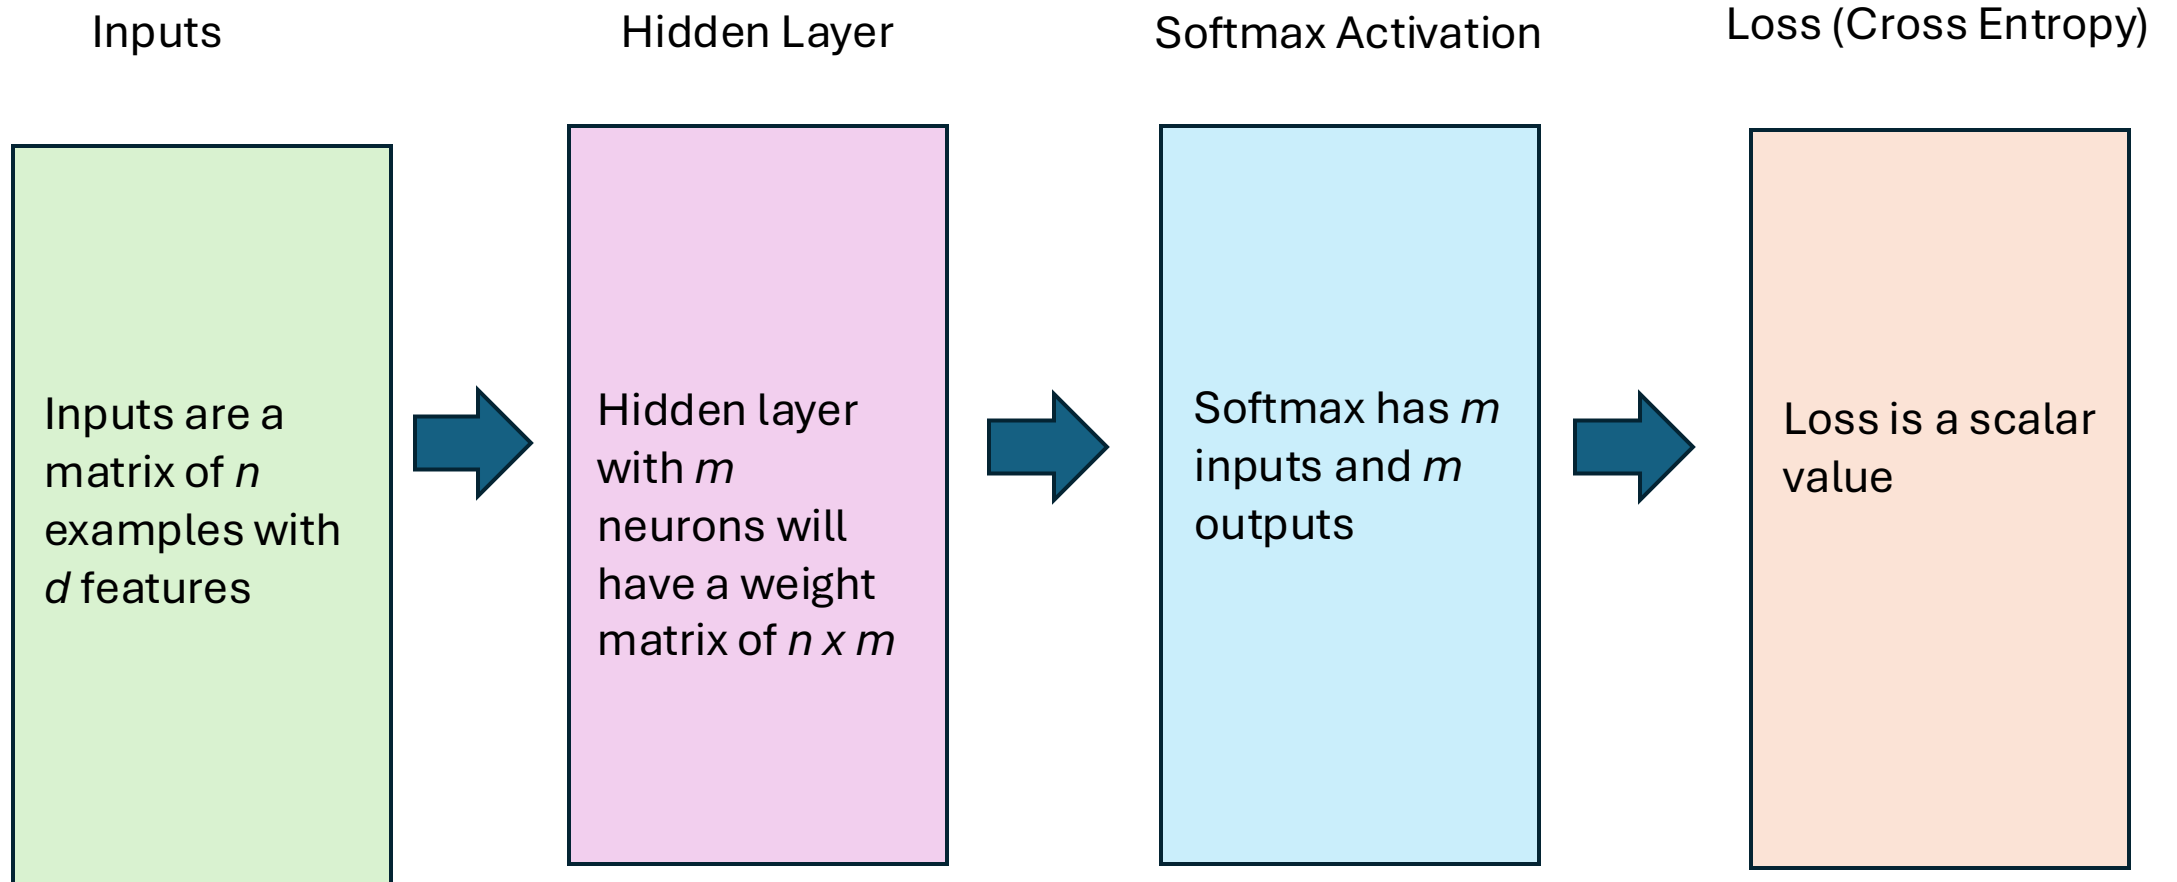 Inputs
Hidden Layer
Softmax Activation
Loss (Cross Entropy)
Inputs are a
matrix of n
examples with
d features
Hidden layer
with m
neurons will
have a weight
matrix of n x m
Softmax has m
inputs and m
outputs
Loss is a scalar
value